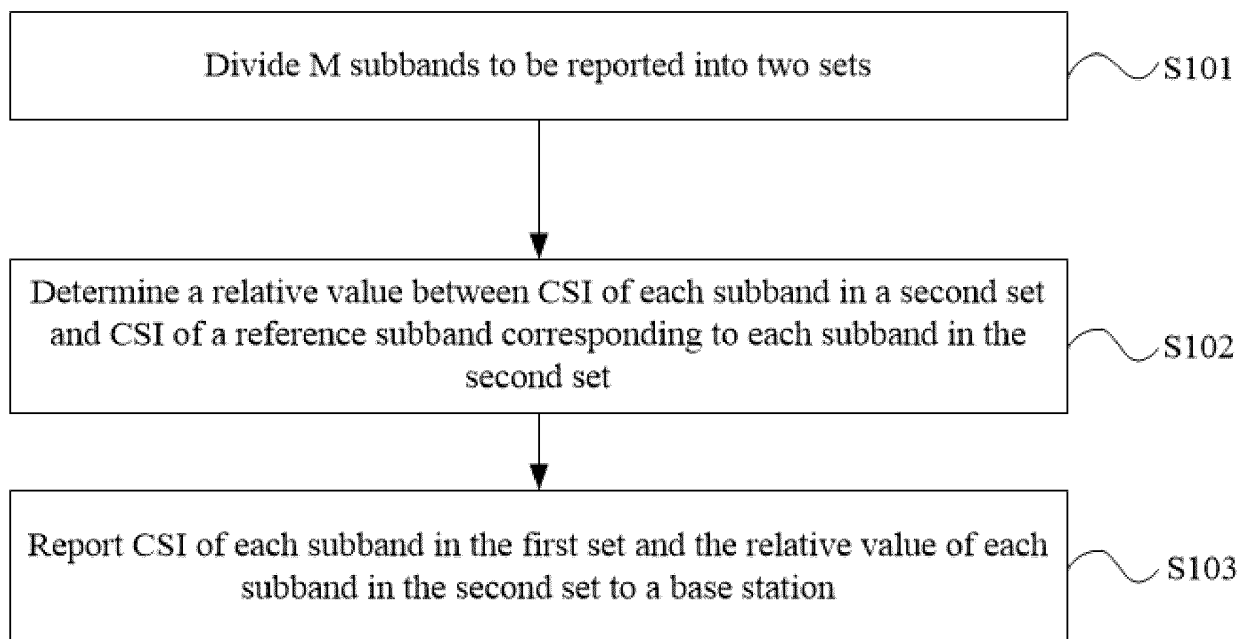 Divide M subbands to be reported into two sets
S101
Determine a relative value between CSI of each subband in a second set
and CSI of a reference subband corresponding to each subband in the
second set
S102
Report CSI of each subband in the first set and the relative value of each
subband in the second set to a base station
S103